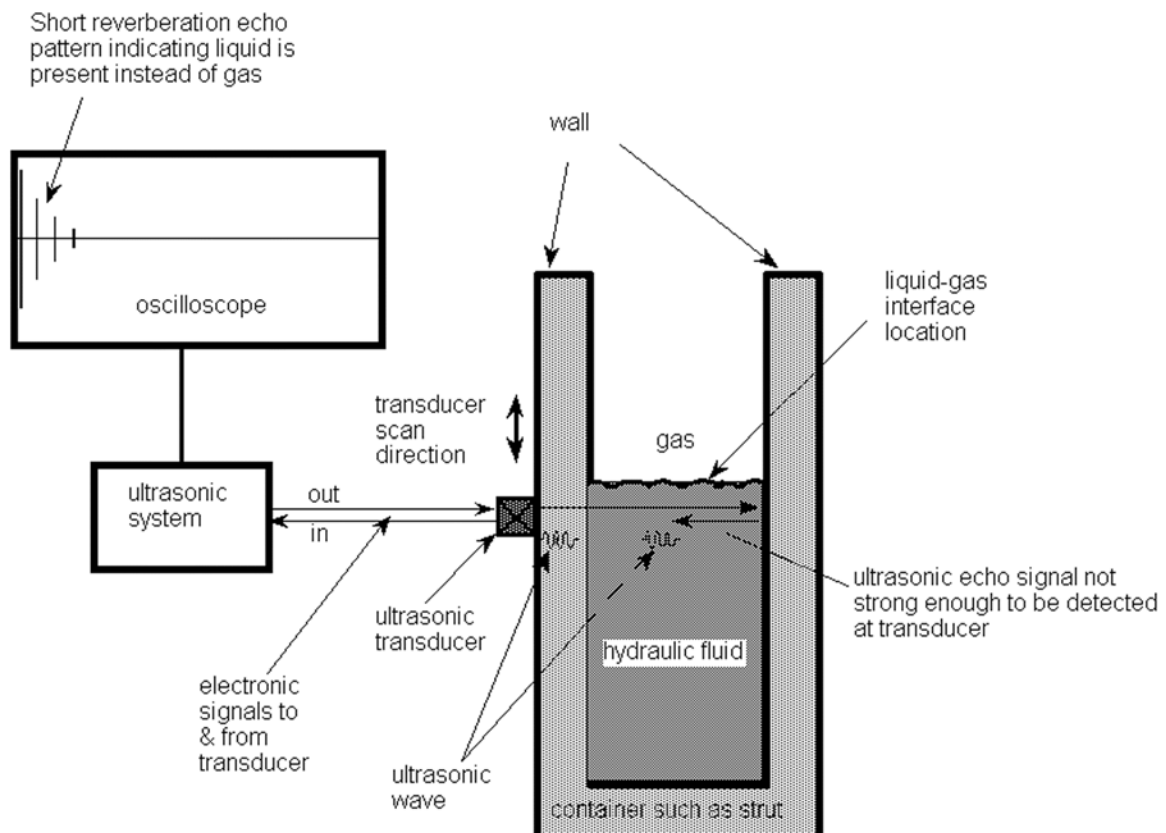 Short reverberation echo
pattern indicating liquid is
present instead of gas
wall
oscilloscope
liquid-gas
interface
location
transducer
scan
direction
gas
ultrasonic
system
out
in
ultrasonic
transducer
ultrasonic echo signal not
strong enough to be detected
at transducer
hydraulic fluid
electronic
signals to
& from
transducer
ultrasonic
wave
container such as strut